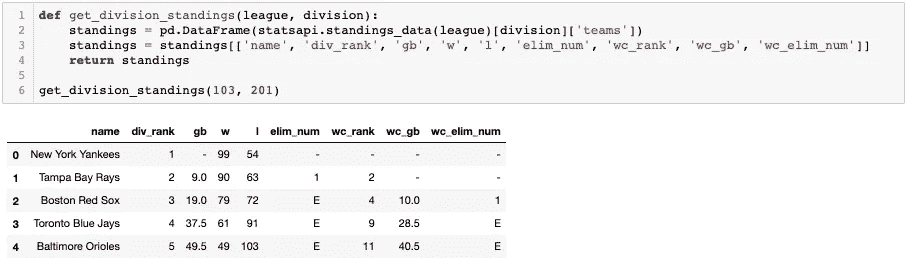 1 def get_division_standings(league, division):
2 standings = pd.DataFrame(statsapi.standings_data(league)[division]['teams'])
3 standings = standings[['name', 'div_rank', 'gb', 'w', 'l', 'elim_num', 'wc_rank', 'wc_gb', 'wc_elim_num']]
4 return standings
5
6 get_division_standings(103, 201)
name div_rank gb w l elim_num wc_rank wc_gb wc_elim_num
0 New York Yankees 1 - 99 54 - - - -
1 Tampa Bay Rays 2 9.0 90 63 1 2 - -
2 Boston Red Sox 3 19.0 79 72 E 4 10.0 1
3 Toronto Blue Jays 4 37.5 61 91 E 9 28.5 E
4 Baltimore Orioles 5 49.5 49 103 E 11 40.5 E